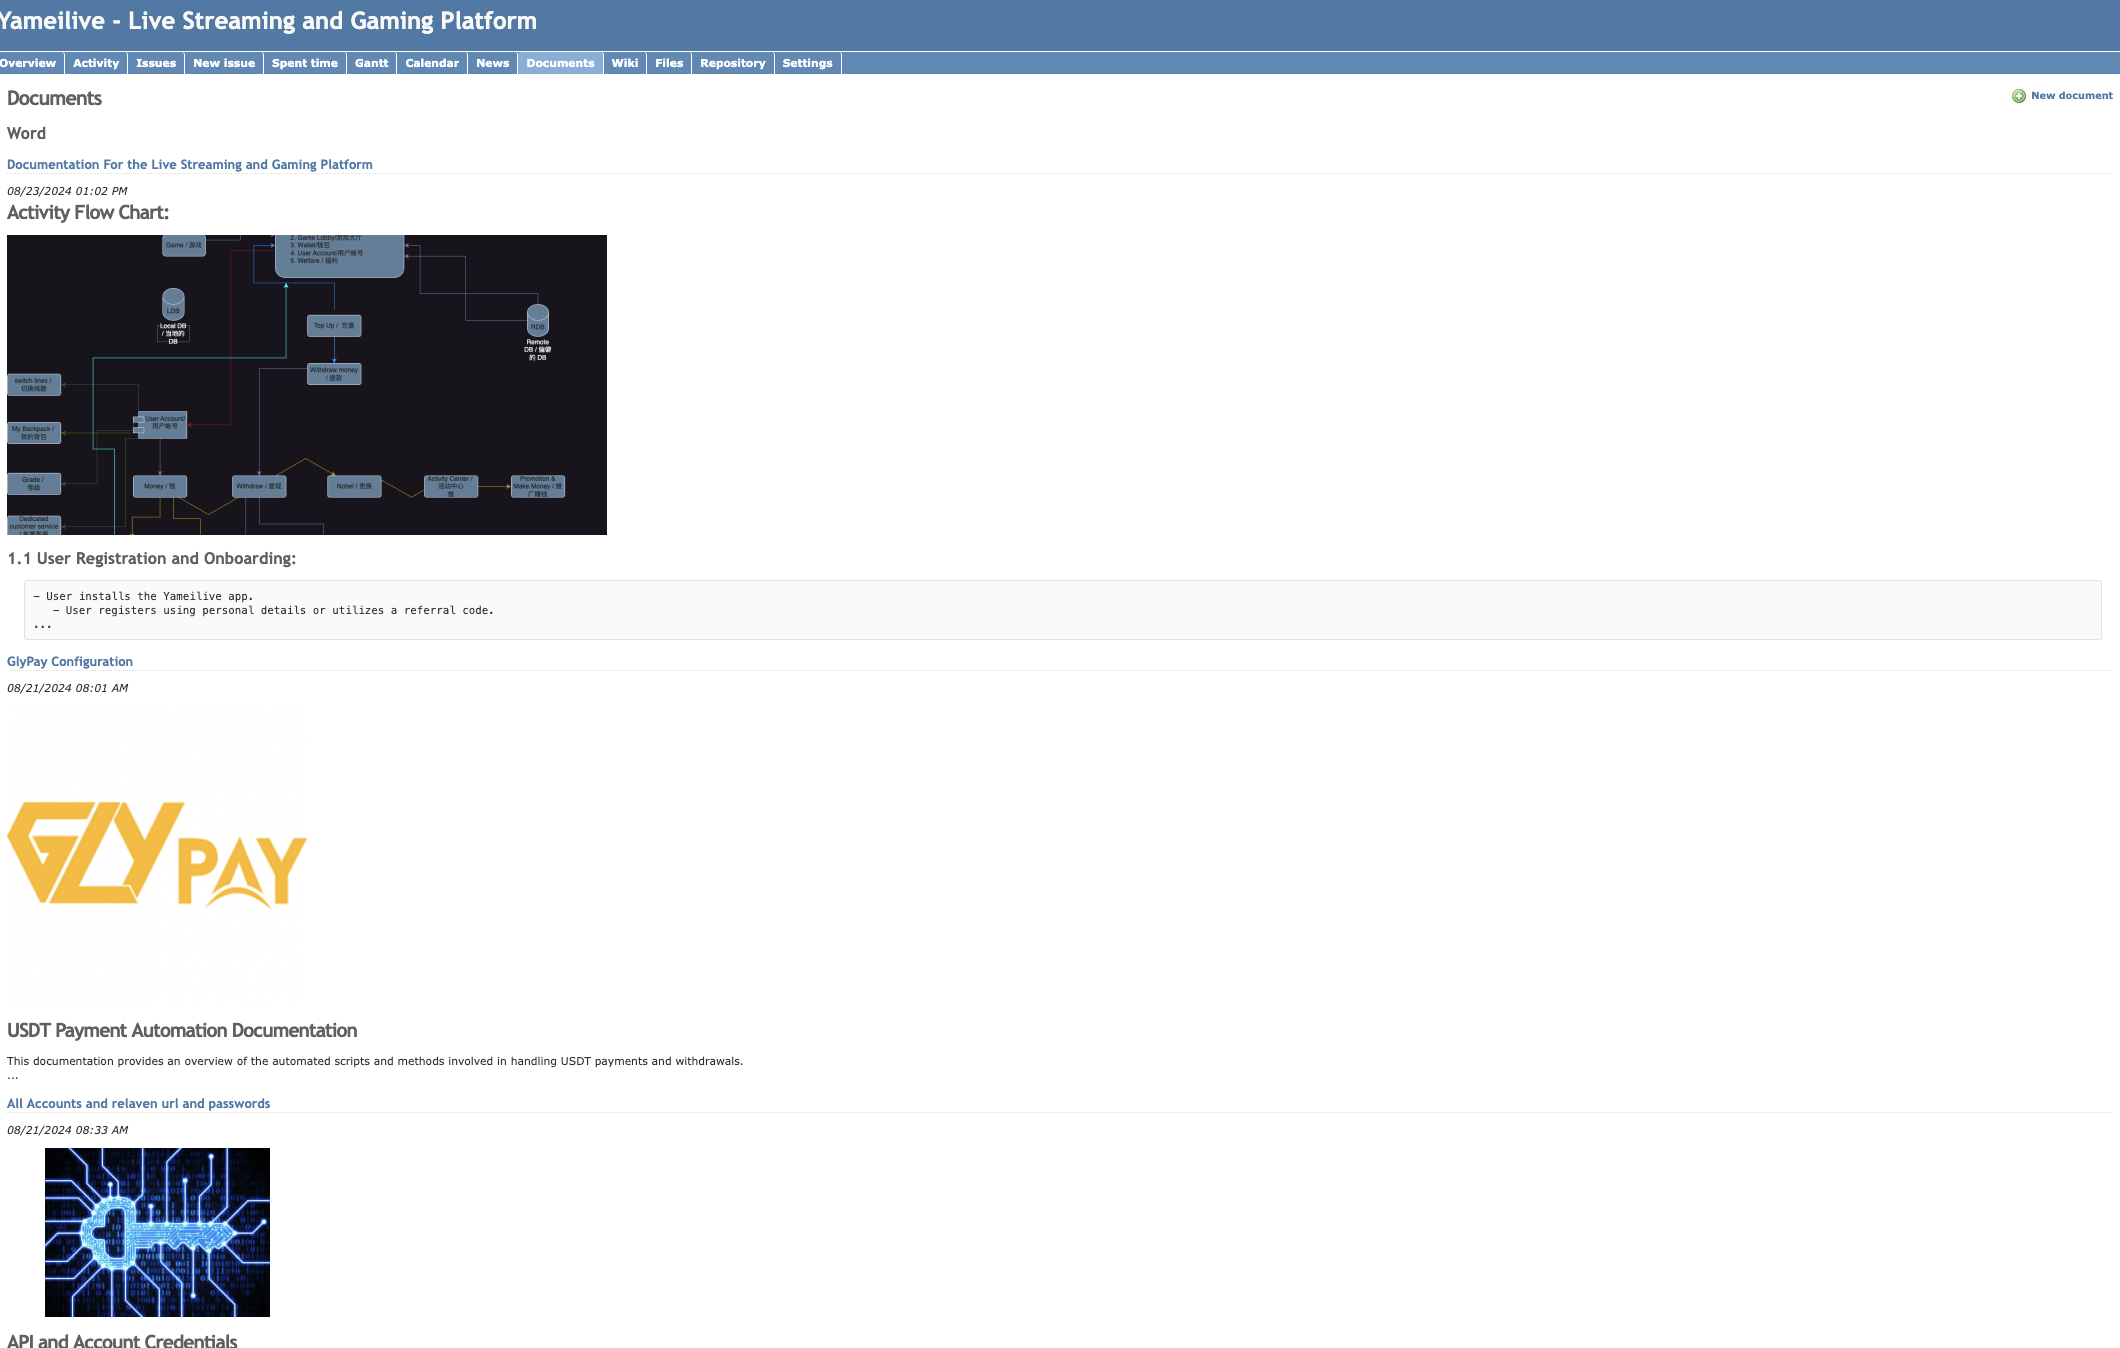 Yameilive - Live Streaming and Gaming Platform
Overview Activity Issues New issue Spent time Gantt Calendar News Documents Wiki Files Repository Settings
Documents
New document
Word
Documentation For the Live Streaming and Gaming Platform
08/23/2024 01:02 PM
Activity Flow Chart:
Game / 游戏
2. Game Lobby/游戏大厅
3. Wallet/钱包
4. User Account/用户帐号
5. Welfare / 福利
LDB
Local DB
/ 当地的
DB
Top Up / 充值
RDB
Remote
DB / 偏僻
的 DB
Withdraw money
/ 提款
switch lines /
切换线路
User Account/
用户帐号
My Backpack /
我的背包
Grade /
等级
Money / 钱
Withdraw / 提现
Nobel / 贵族
Activity Center /
活动中心
推
Promotion &
Make Money / 推
广赚钱
Dedicated
customer service
1.1 User Registration and Onboarding:
- User installs the Yameilive app.
- User registers using personal details or utilizes a referral code.
...
GlyPay Configuration
08/21/2024 08:01 AM
GLYPAY
USDT Payment Automation Documentation
This documentation provides an overview of the automated scripts and methods involved in handling USDT payments and withdrawals.
...
All Accounts and relaven url and passwords
08/21/2024 08:33 AM
API and Account Credentials